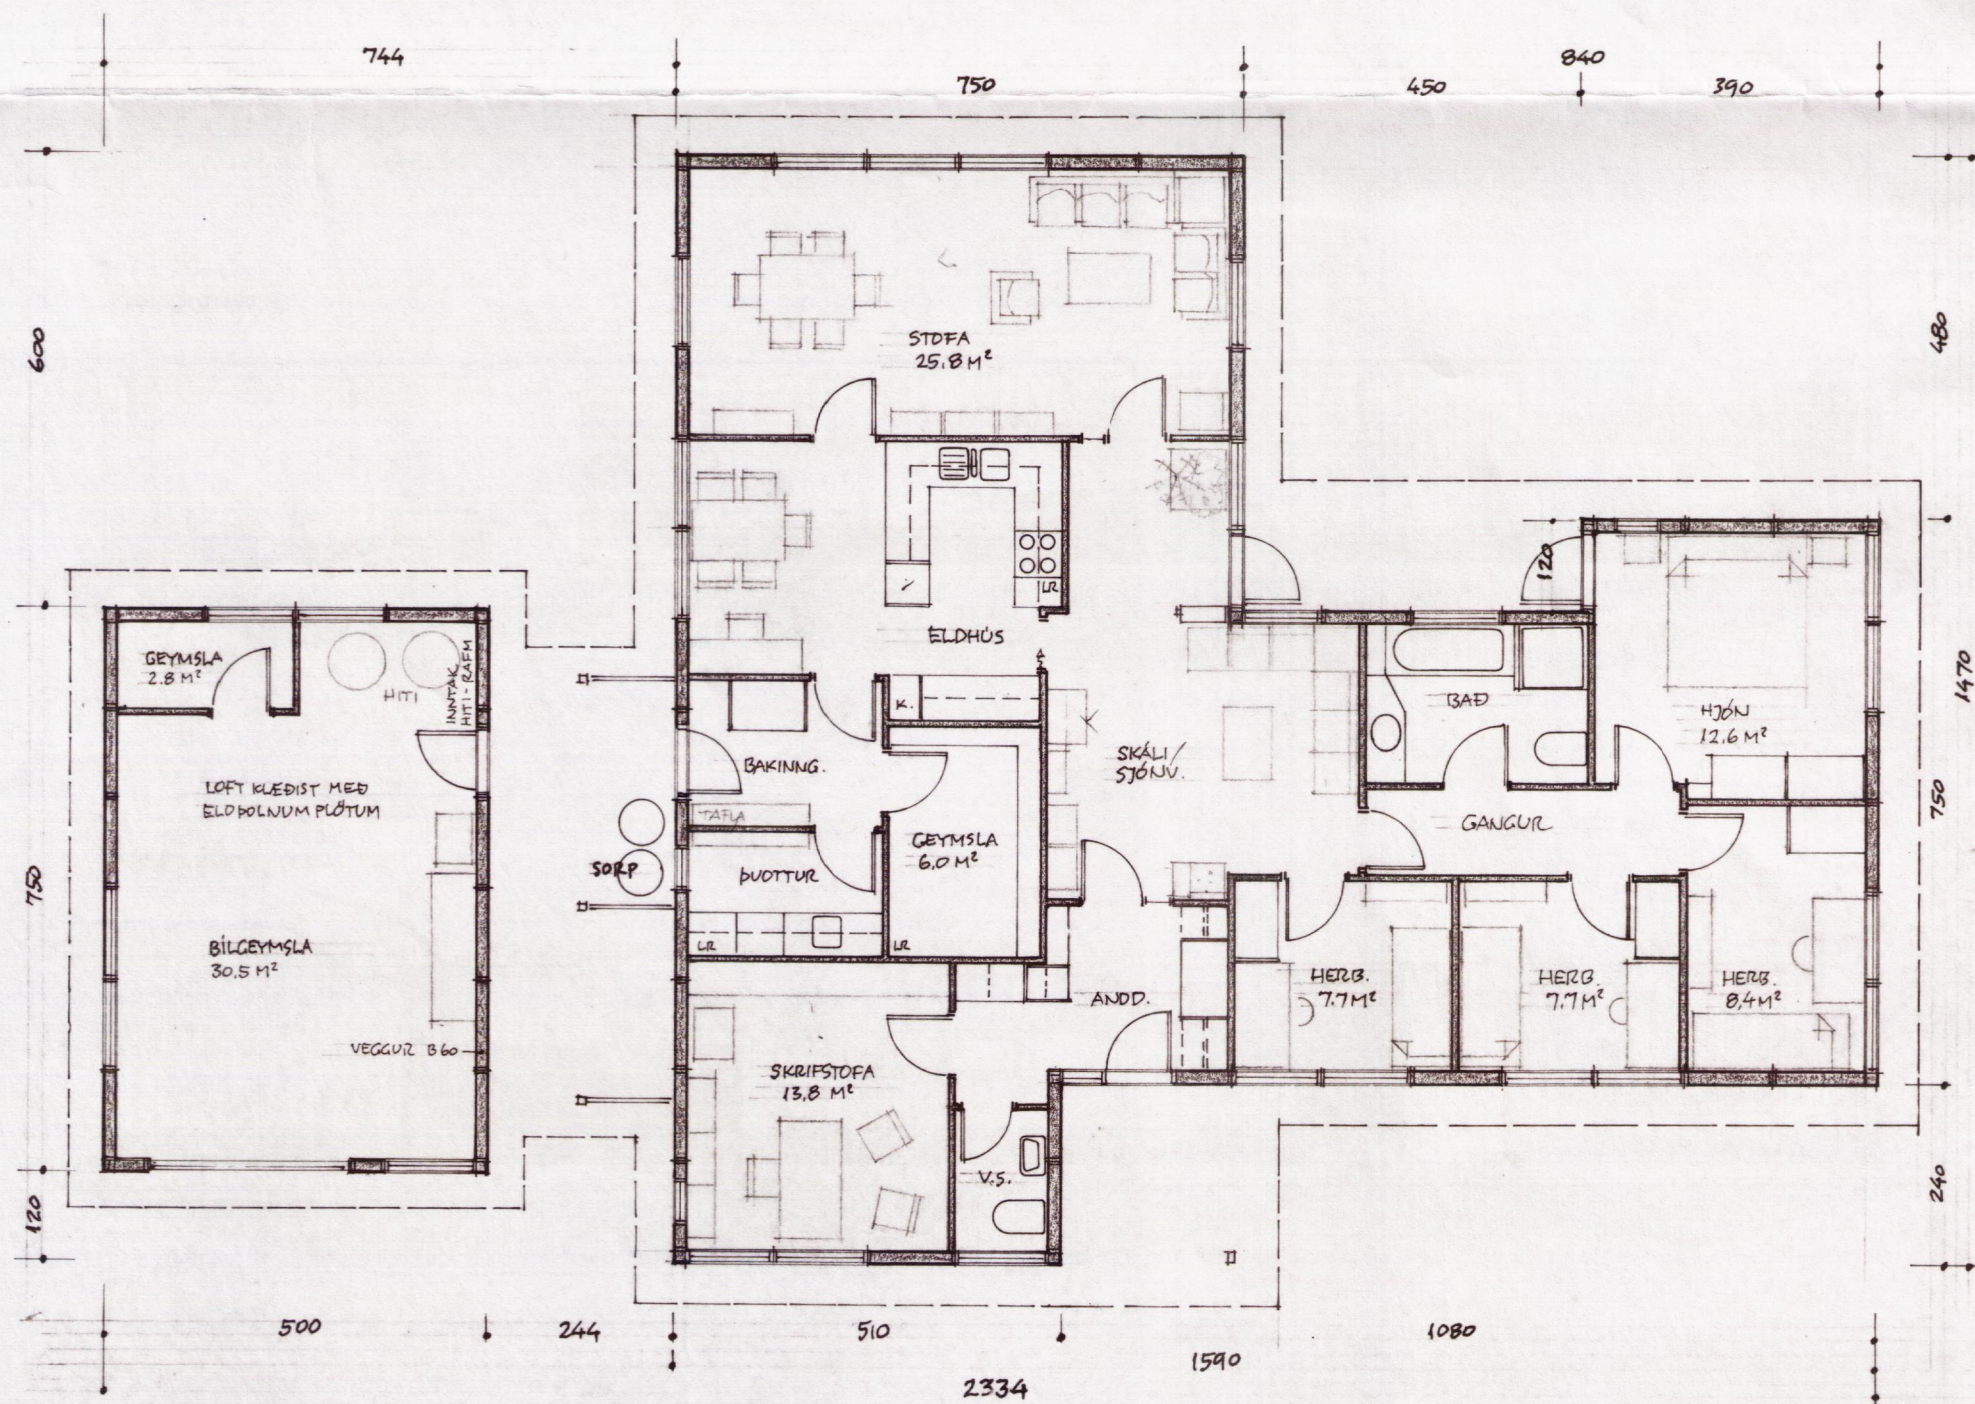 744
840
750
450
390
STOFA
25.8 M²
600
480
120
ELDHÚS
LR
GEYMSLA
2.8 M²
HITI
INNTAK
HITI - RAFM
K.
BAÐ
HJÓN
12.6 M²
1470
BAKINNG.
SKÁLI/
SJÓNV.
LOFT KLÆÐIST MEÐ
ELDÞOLNUM PLÖTUM
TAFLA
GANGUR
750
750
SORP
ÞVOTTUR
GEYMSLA
6.0 M²
BÍLGEYMSLA
30.5 M²
LR
LR
HERB.
7.7 M²
HERB.
7.7 M²
HERB.
8,4 M²
ANDD.
VEGGUR B60
SKRIFSTOFA
13.8 M²
V.S.
120
240
500
244
510
1080
1590
2334